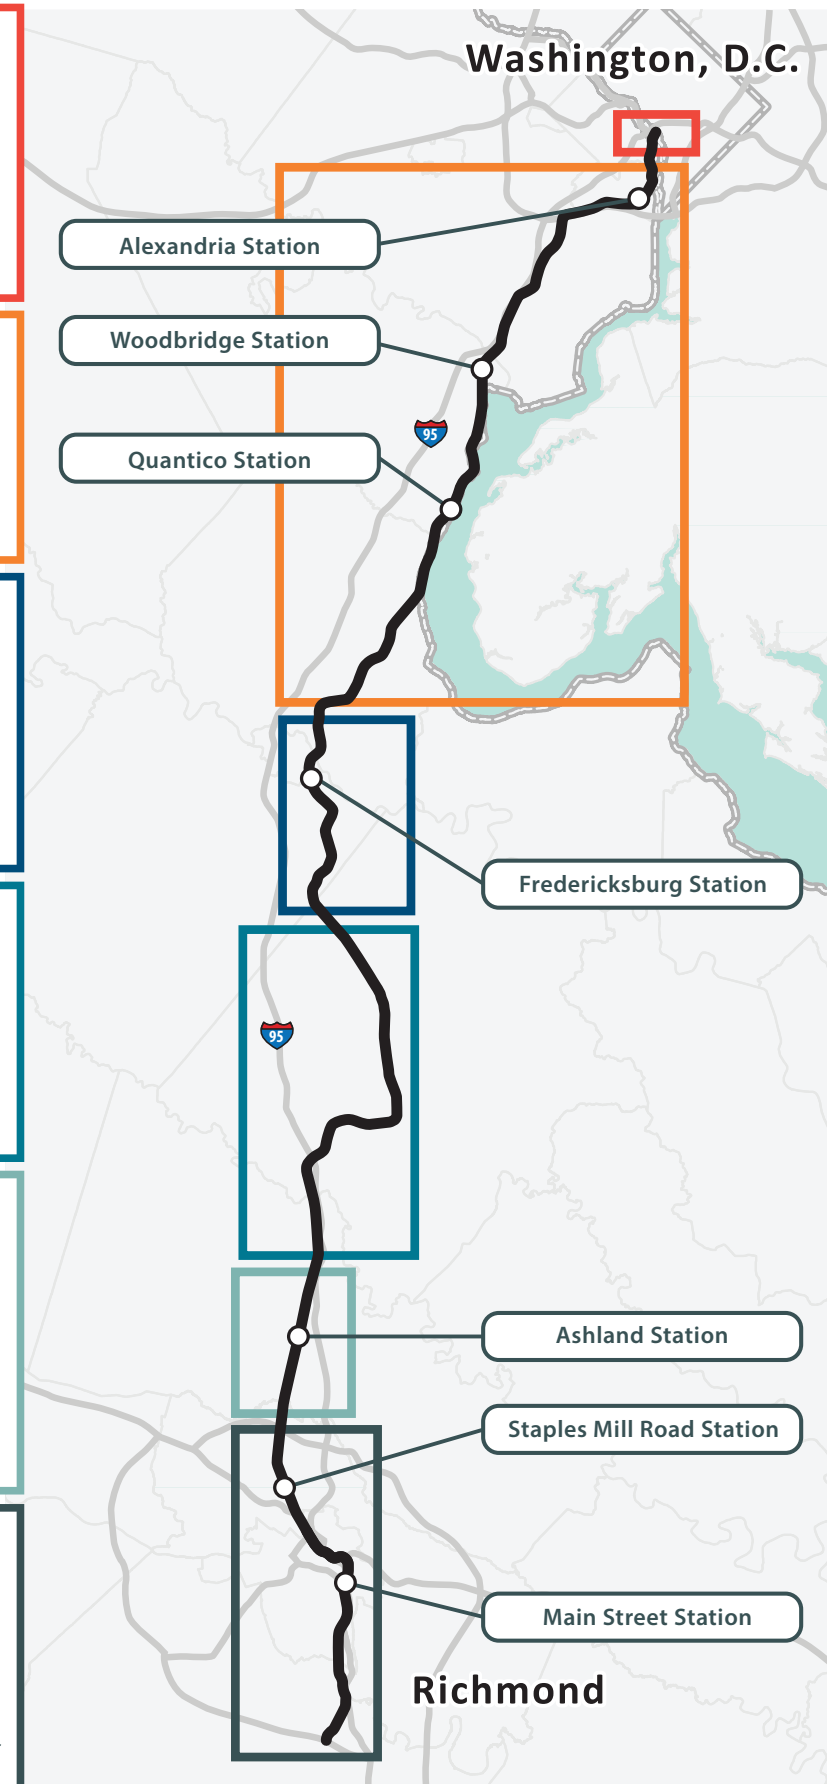 Washington, D.C.
Alexandria Station
Woodbridge Station
95
Quantico Station
Fredericksburg Station
95
Ashland Station
Staples Mill Road Station
Main Street Station
Richmond